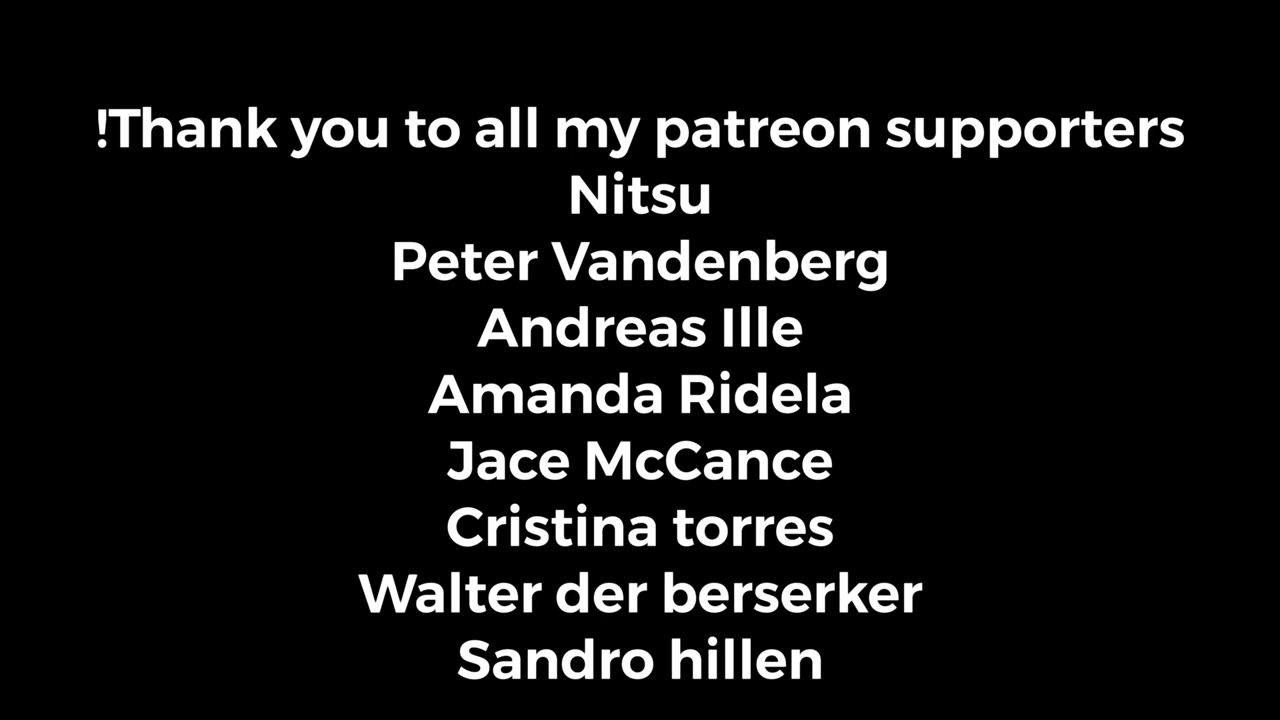 !Thank you to all my patreon supporters
Nitsu
Peter Vandenberg
Andreas Ille
Amanda Ridela
Jace McCance
Cristina torres
Walter der berserker
Sandro hillen